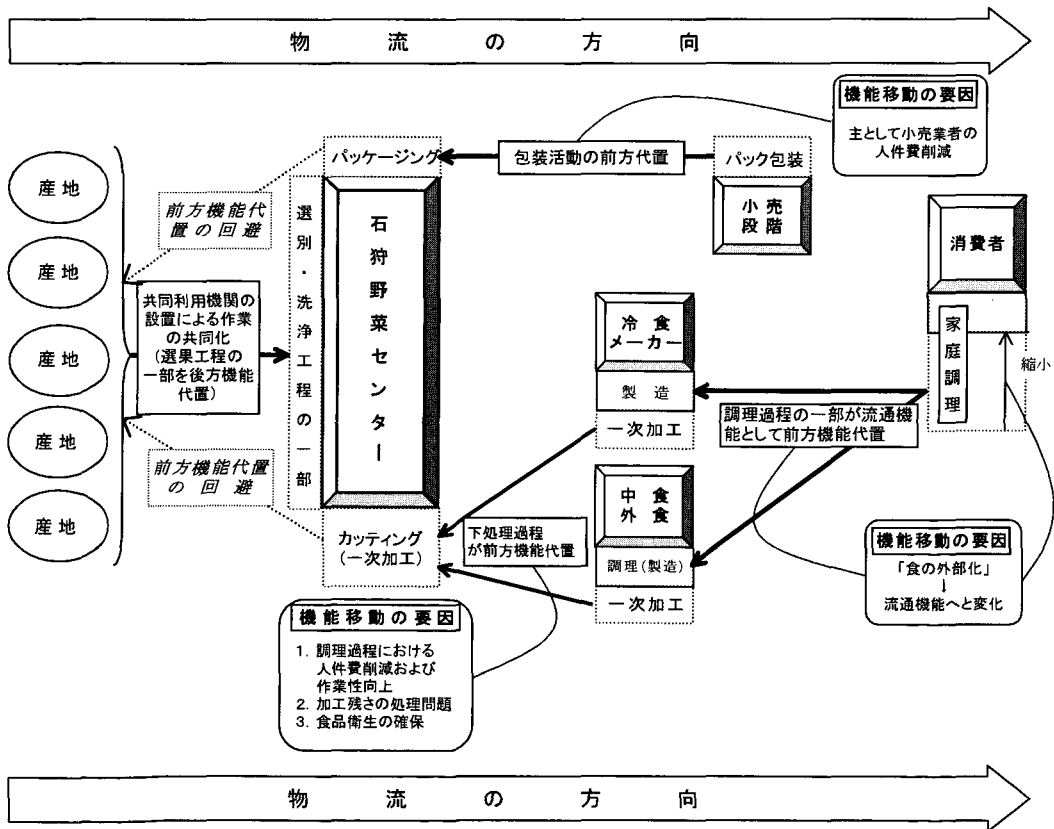 物流の方向
機能移動の要因
主として小売業者の
人件費削減
パッケージング
包装活動の前方代置
パック包装
産地
産地
産地
産地
産地
前方機能代
置の回避
共同利用機関の
設置による作業
の共同化
(選果工程の
一部を後方機能
代置)
前方機能代置
の回避
選別・洗浄工程の一部
石狩野菜センター
カッティング
(一次加工)
小売
段階
消費者
家庭調理
縮小
冷食
メーカー
製造
一次加工
調理過程の一部が流通機
能として前方機能代置
中食
外食
調理(製造)
一次加工
下処理過程
が前方機能代置
機能移動の要因
「食の外部化」
↓
流通機能へと変化
機能移動の要因
1. 調理過程における
人件費削減および
作業性向上
2. 加工残さの処理問題
3. 食品衛生の確保
物流の方向